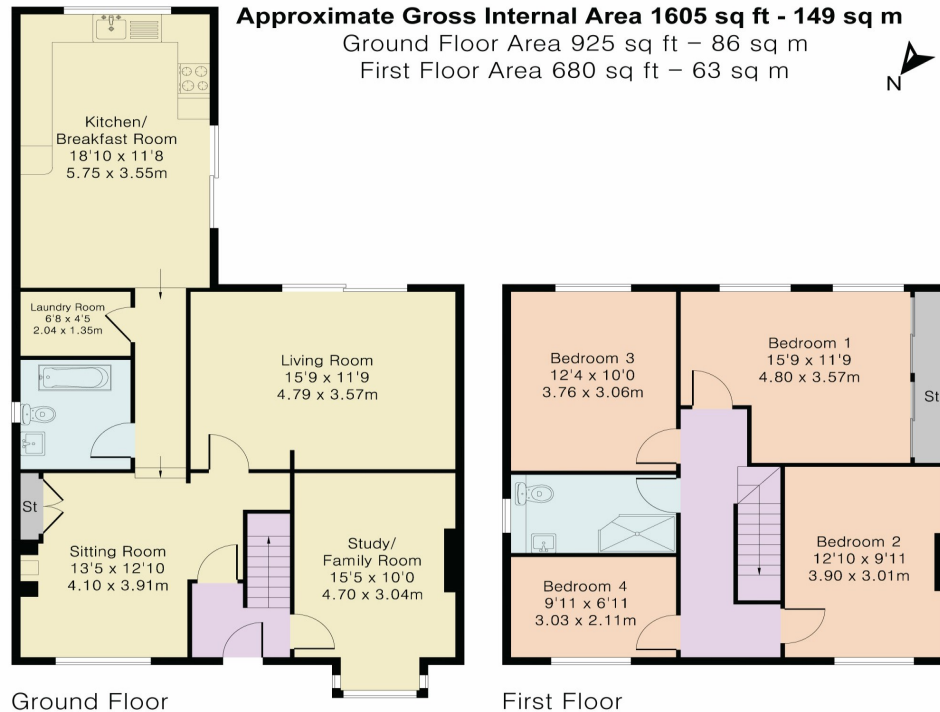 Approximate Gross Internal Area 1605 sq ft - 149 sq m
Ground Floor Area 925 sq ft – 86 sq m
First Floor Area 680 sq ft – 63 sq m
N
Kitchen/
Breakfast Room
18'10 x 11'8
5.75 x 3.55m
Laundry Room
6'8 x 4'5
2.04 x 1.35m
Living Room
15'9 x 11'9
4.79 x 3.57m
St
Sitting Room
13'5 x 12'10
4.10 x 3.91m
Study/
Family Room
15'5 x 10'0
4.70 x 3.04m
Ground Floor
Bedroom 3
12'4 x 10'0
3.76 x 3.06m
Bedroom 1
15'9 x 11'9
4.80 x 3.57m
St
Bedroom 2
12'10 x 9'11
3.90 x 3.01m
Bedroom 4
9'11 x 6'11
3.03 x 2.11m
First Floor